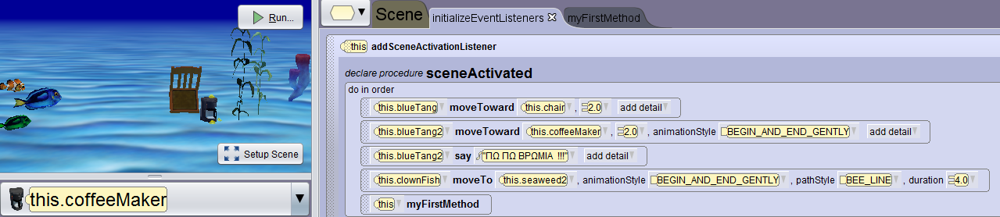 Run...
Setup Scene
this.coffeeMaker
Scene initializeEventListeners myFirstMethod
this addSceneActivationListener
declare procedure sceneActivated
do in order
this.blueTang moveToward this.chair , 2.0 add detail
this.blueTang2 moveToward this.coffeeMaker , 2.0 , animationStyle BEGIN_AND_END_GENTLY add detail
this.blueTang2 say "ΠΩ ΠΩ ΒΡΩΜΙΑ !!!" add detail
this.clownFish moveTo this.seaweed2 , animationStyle BEGIN_AND_END_GENTLY , pathStyle BEE_LINE , duration 4.0
this myFirstMethod